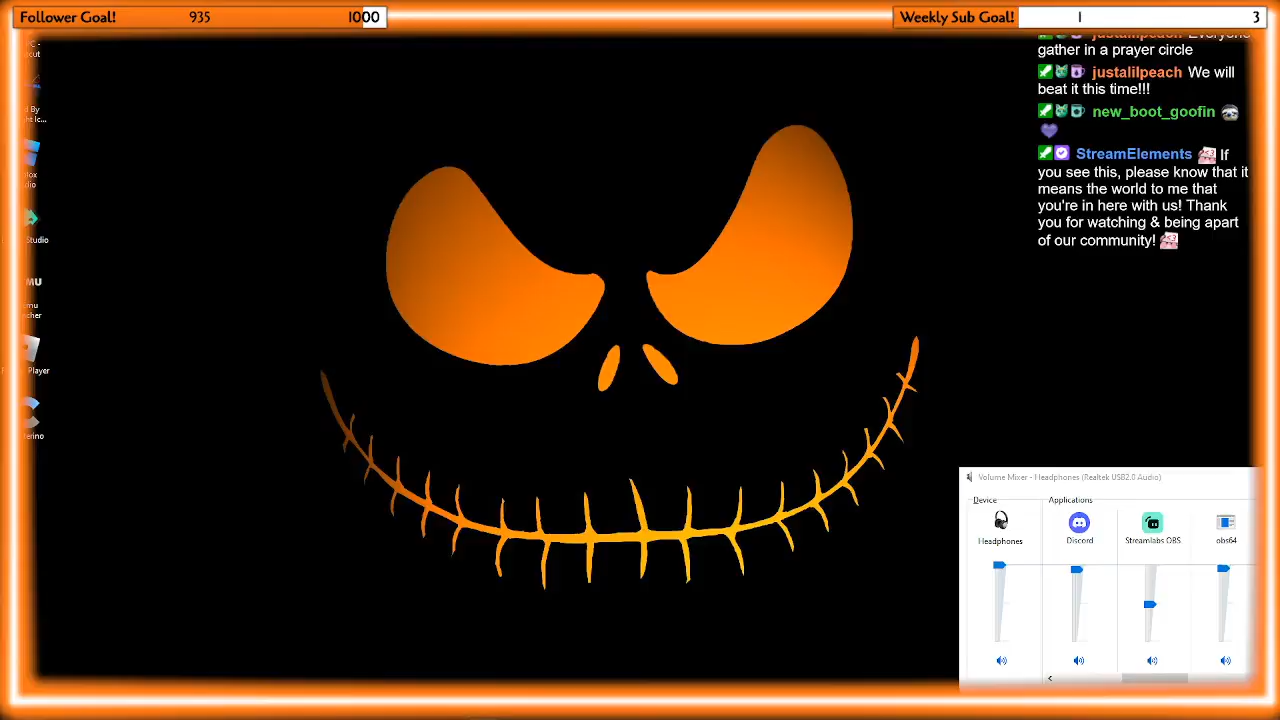 Follower Goal! 935 1000
Weekly Sub Goal! 1 3
justalilpeach Everyone
gather in a prayer circle
justalilpeach We will
beat it this time!!!
new_boot_goofin
StreamElements If
you see this, please know that it
means the world to me that
you're in here with us! Thank
you for watching & being apart
of our community!
Studio
Player
Volume Mixer - Headphones (Realtek USB2.0 Audio)
Device
Applications
Headphones
Discord
Streamlabs OBS
obs64